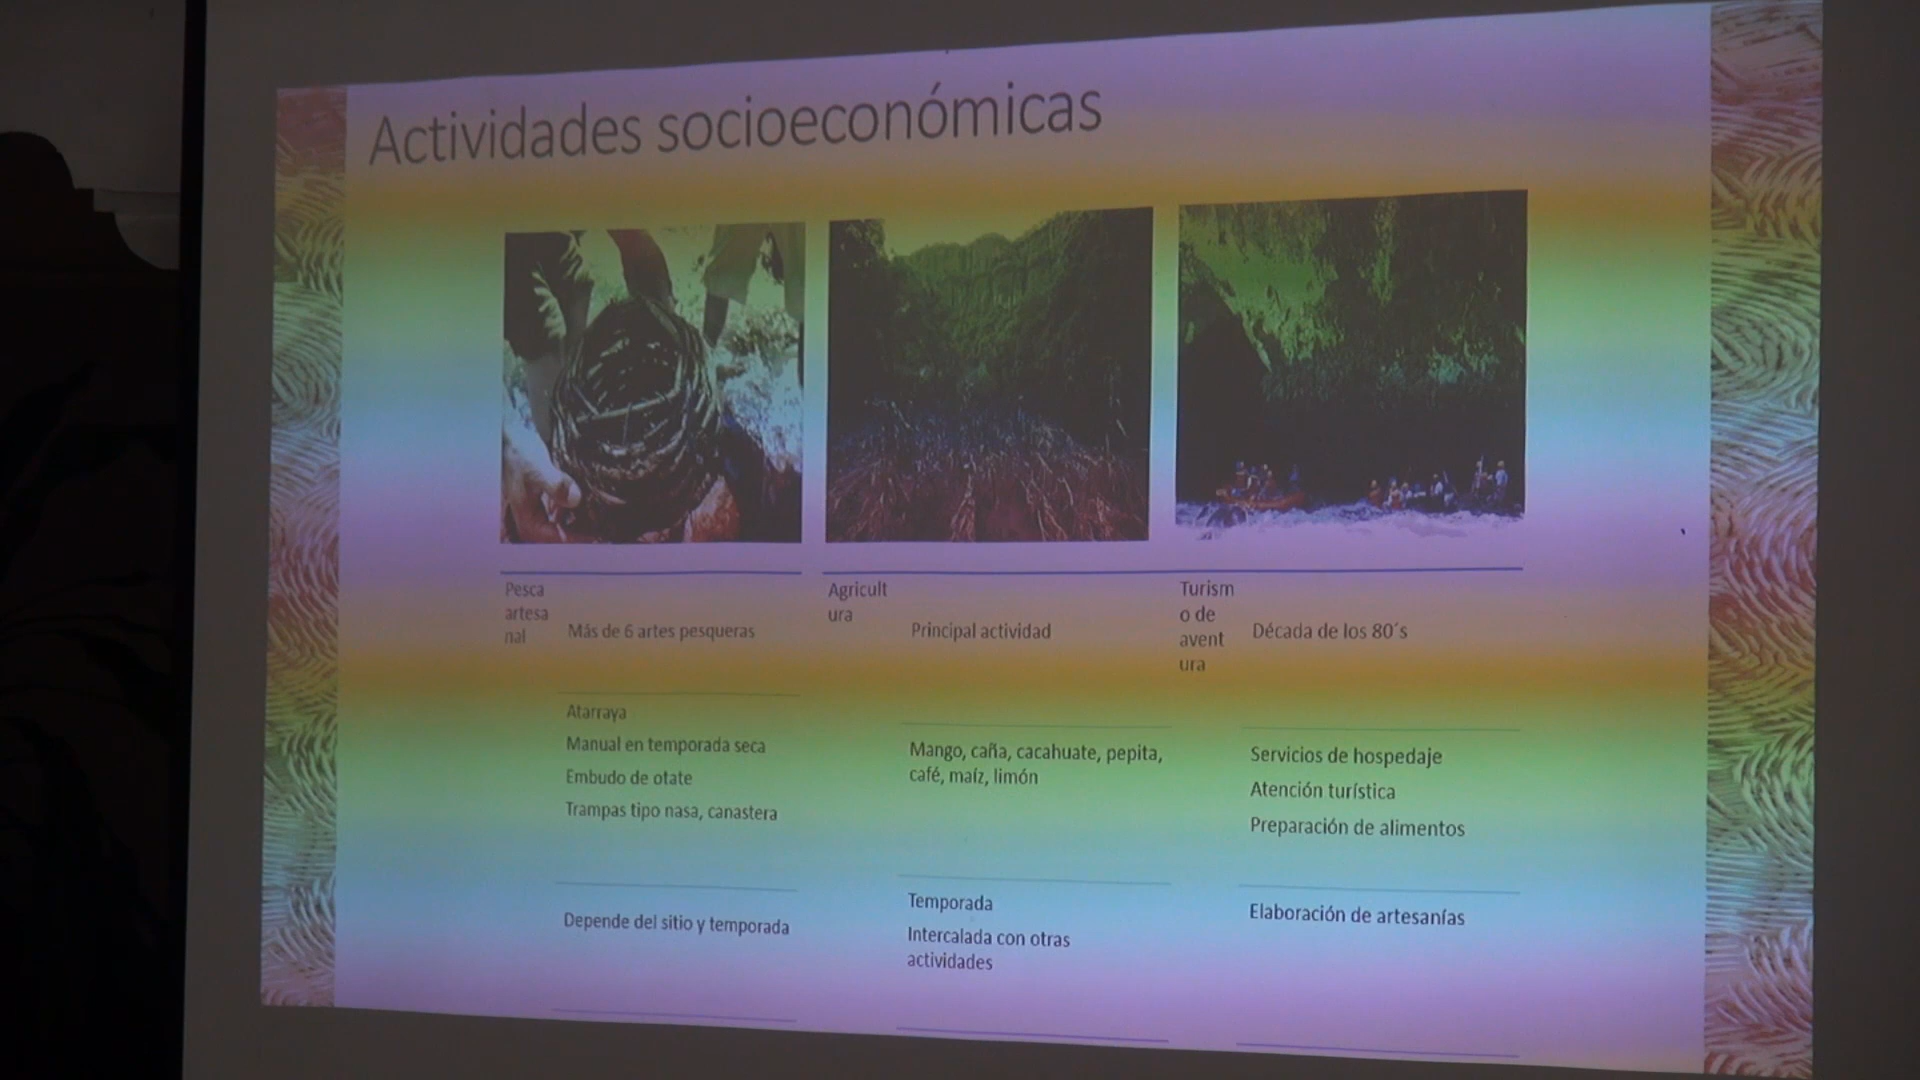 Actividades socioeconómicas
Pesca
artesa
nal
Más de 6 artes pesqueras
Atarraya
Manual en temporada seca
Embudo de otate
Trampas tipo nasa, canastera
Depende del sitio y temporada
Agricult
ura
Principal actividad
Mango, caña, cacahuate, pepita,
café, maíz, limón
Temporada
Intercalada con otras
actividades
Turism
o de
avent
ura
Década de los 80´s
Servicios de hospedaje
Atención turística
Preparación de alimentos
Elaboración de artesanías